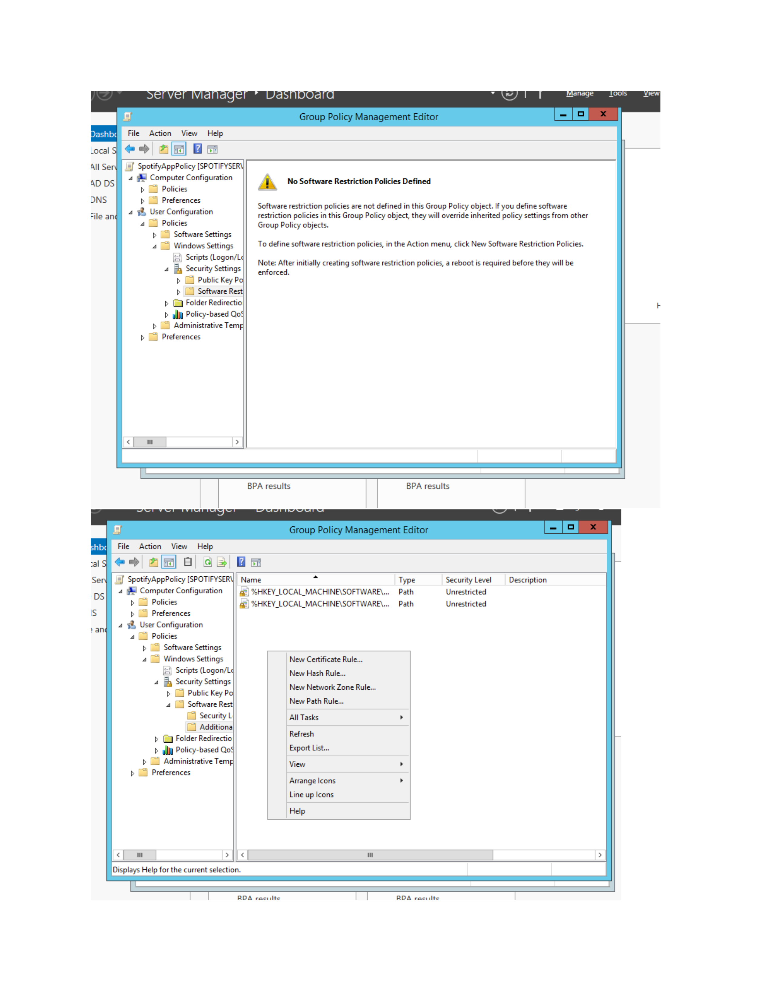 Server Manager • Dashboard
Manage Tools View
Group Policy Management Editor
File Action View Help
Dashbo
Local S
All Serv
AD DS
DNS
File and
SpotifyAppPolicy [SPOTIFYSERV
Computer Configuration
Policies
Preferences
User Configuration
Policies
Software Settings
Windows Settings
Scripts (Logon/Lo
Security Settings
Public Key Po
Software Rest
Folder Redirectio
Policy-based QoS
Administrative Temp
Preferences
No Software Restriction Policies Defined
Software restriction policies are not defined in this Group Policy object. If you define software
restriction policies in this Group Policy object, they will override inherited policy settings from other
Group Policy objects.
To define software restriction policies, in the Action menu, click New Software Restriction Policies.
Note: After initially creating software restriction policies, a reboot is required before they will be
enforced.
H
BPA results
BPA results
Server Manager Dashboard
Group Policy Management Editor
File Action View Help
shbo
cal S
Serv
DS
IS
e and
SpotifyAppPolicy [SPOTIFYSERV
Computer Configuration
Policies
Preferences
User Configuration
Policies
Software Settings
Windows Settings
Scripts (Logon/Lo
Security Settings
Public Key Po
Software Rest
Security L
Additiona
Folder Redirectio
Policy-based QoS
Administrative Temp
Preferences
Name Type Security Level Description
%HKEY_LOCAL_MACHINE\SOFTWARE\... Path Unrestricted
%HKEY_LOCAL_MACHINE\SOFTWARE\... Path Unrestricted
New Certificate Rule...
New Hash Rule...
New Network Zone Rule...
New Path Rule...
All Tasks
Refresh
Export List...
View
Arrange Icons
Line up Icons
Help
Displays Help for the current selection.
BPA results
BPA results